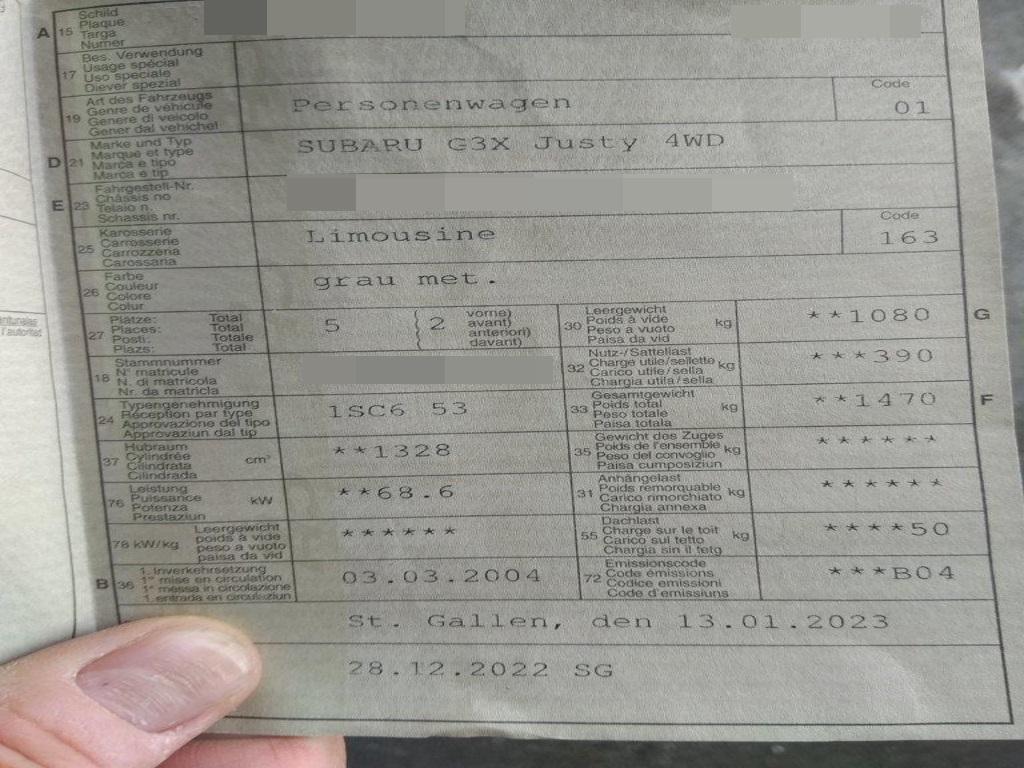 A 15 Schild
Plaque
Targa
Numer
17 Bes. Verwendung
Usage spécial
Uso speciale
Diever spezial
19 Art des Fahrzeugs
Genre de véhicule
Genere di veicolo
Gener dal vehichel
Personenwagen
Code
01
D 21 Marke und Typ
Marque et type
Marca e tipo
Marca e tip
SUBARU G3X Justy 4WD
E 23 Fahrgestell-Nr.
Châssis no
Telaio n.
Schassis nr.
25 Karosserie
Carrosserie
Carrozzeria
Carossaria
Limousine
Code
163
26 Farbe
Couleur
Colore
Colur
grau met.
27 Plätze: Total
Places: Total
Posti: Totale
Plazs: Total
5 2 vorne)
avant)
anteriori)
davant)
30 Leergewicht
Poids à vide
Peso a vuoto
Paisa da vid
kg
**1080 G
18 Stammnummer
N° matricule
N. di matricola
Nr. da matricla
32 Nutz-/Sattellast
Charge utile/sellette
Carico utile/sella
Chargia utila/sella
kg
***390
24 Typengenehmigung
Réception par type
Approvazione del tipo
Approvaziun dal tip
1SC6 53
33 Gesamtgewicht
Poids total
Peso totale
Paisa totala
kg
**1470 F
37 Hubraum
Cylindrée
Cilindrata
Cilindrada
cm³
**1328
35 Gewicht des Zuges
Poids de l'ensemble
Peso del convoglio
Paisa cumposiziun
kg
******
76 Leistung
Puissance
Potenza
Prestaziun
kW
**68.6
31 Anhängelast
Poids remorquable
Carico rimorchiato
Chargia annexa
kg
******
78 kW/kg Leergewicht
poids à vide
peso a vuoto
paisa da vid
******
55 Dachlast
Charge sur le toit
Carico sul tetto
Chargia sin il tetg
kg
****50
B 36 1. Inverkehrsetzung
1re mise en circulation
1a messa in circolazione
1. entrada en circulaziun
03.03.2004
72 Emissionscode
Code émissions
Codice emissioni
Code d'emissiuns
***B04
St. Gallen, den 13.01.2023
28.12.2022 SG